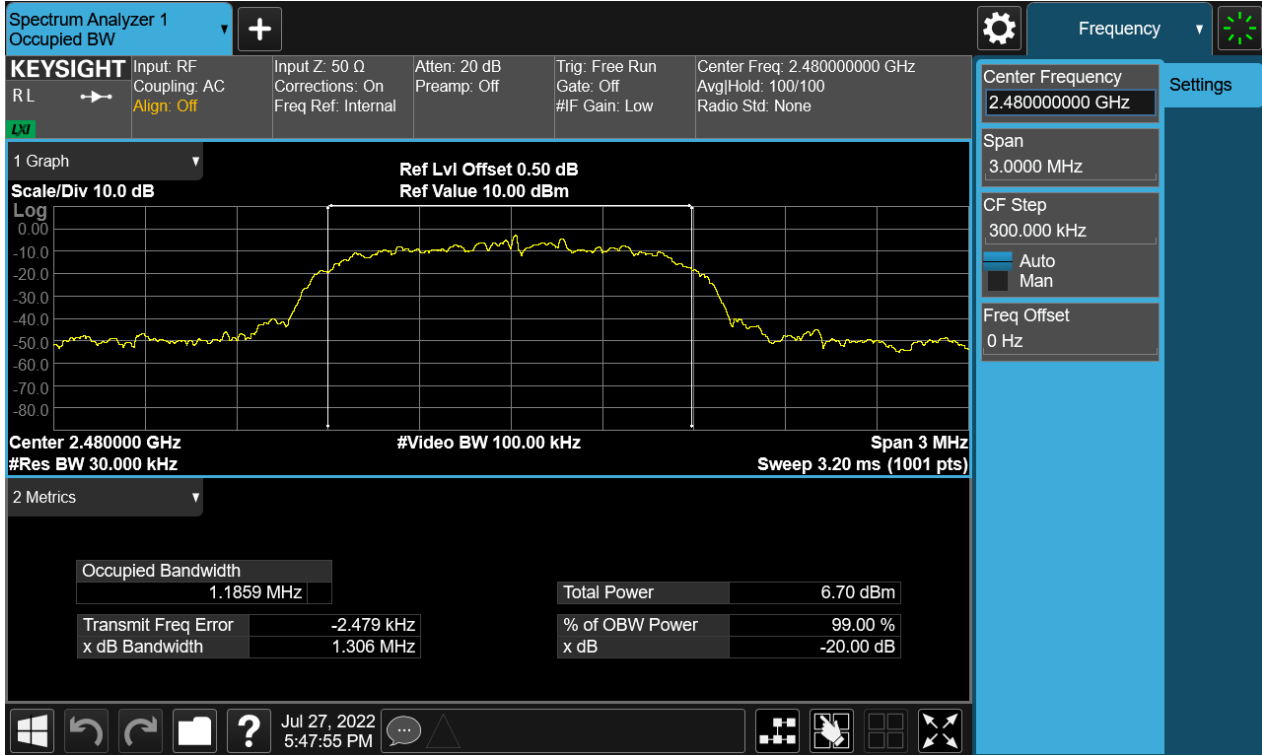 Spectrum Analyzer 1
Occupied BW
▼
+
Frequency
▼
KEYSIGHT
R L
LXI
Input: RF
Coupling: AC
Align: Off
Input Z: 50 Ω
Corrections: On
Freq Ref: Internal
Atten: 20 dB
Preamp: Off
Trig: Free Run
Gate: Off
#IF Gain: Low
Center Freq: 2.480000000 GHz
Avg|Hold: 100/100
Radio Std: None
Center Frequency
2.480000000 GHz
Settings
Span
3.0000 MHz
CF Step
300.000 kHz
Auto
Man
Freq Offset
0 Hz
1 Graph
▼
Scale/Div 10.0 dB
Ref Lvl Offset 0.50 dB
Ref Value 10.00 dBm
Log
0.00
-10.0
-20.0
-30.0
-40.0
-50.0
-60.0
-70.0
-80.0
Center 2.480000 GHz
#Video BW 100.00 kHz
Span 3 MHz
#Res BW 30.000 kHz
Sweep 3.20 ms (1001 pts)
2 Metrics
▼
Occupied Bandwidth
1.1859 MHz
Total Power 6.70 dBm
Transmit Freq Error -2.479 kHz
% of OBW Power 99.00 %
x dB Bandwidth 1.306 MHz
x dB -20.00 dB
?
Jul 27, 2022
5:47:55 PM